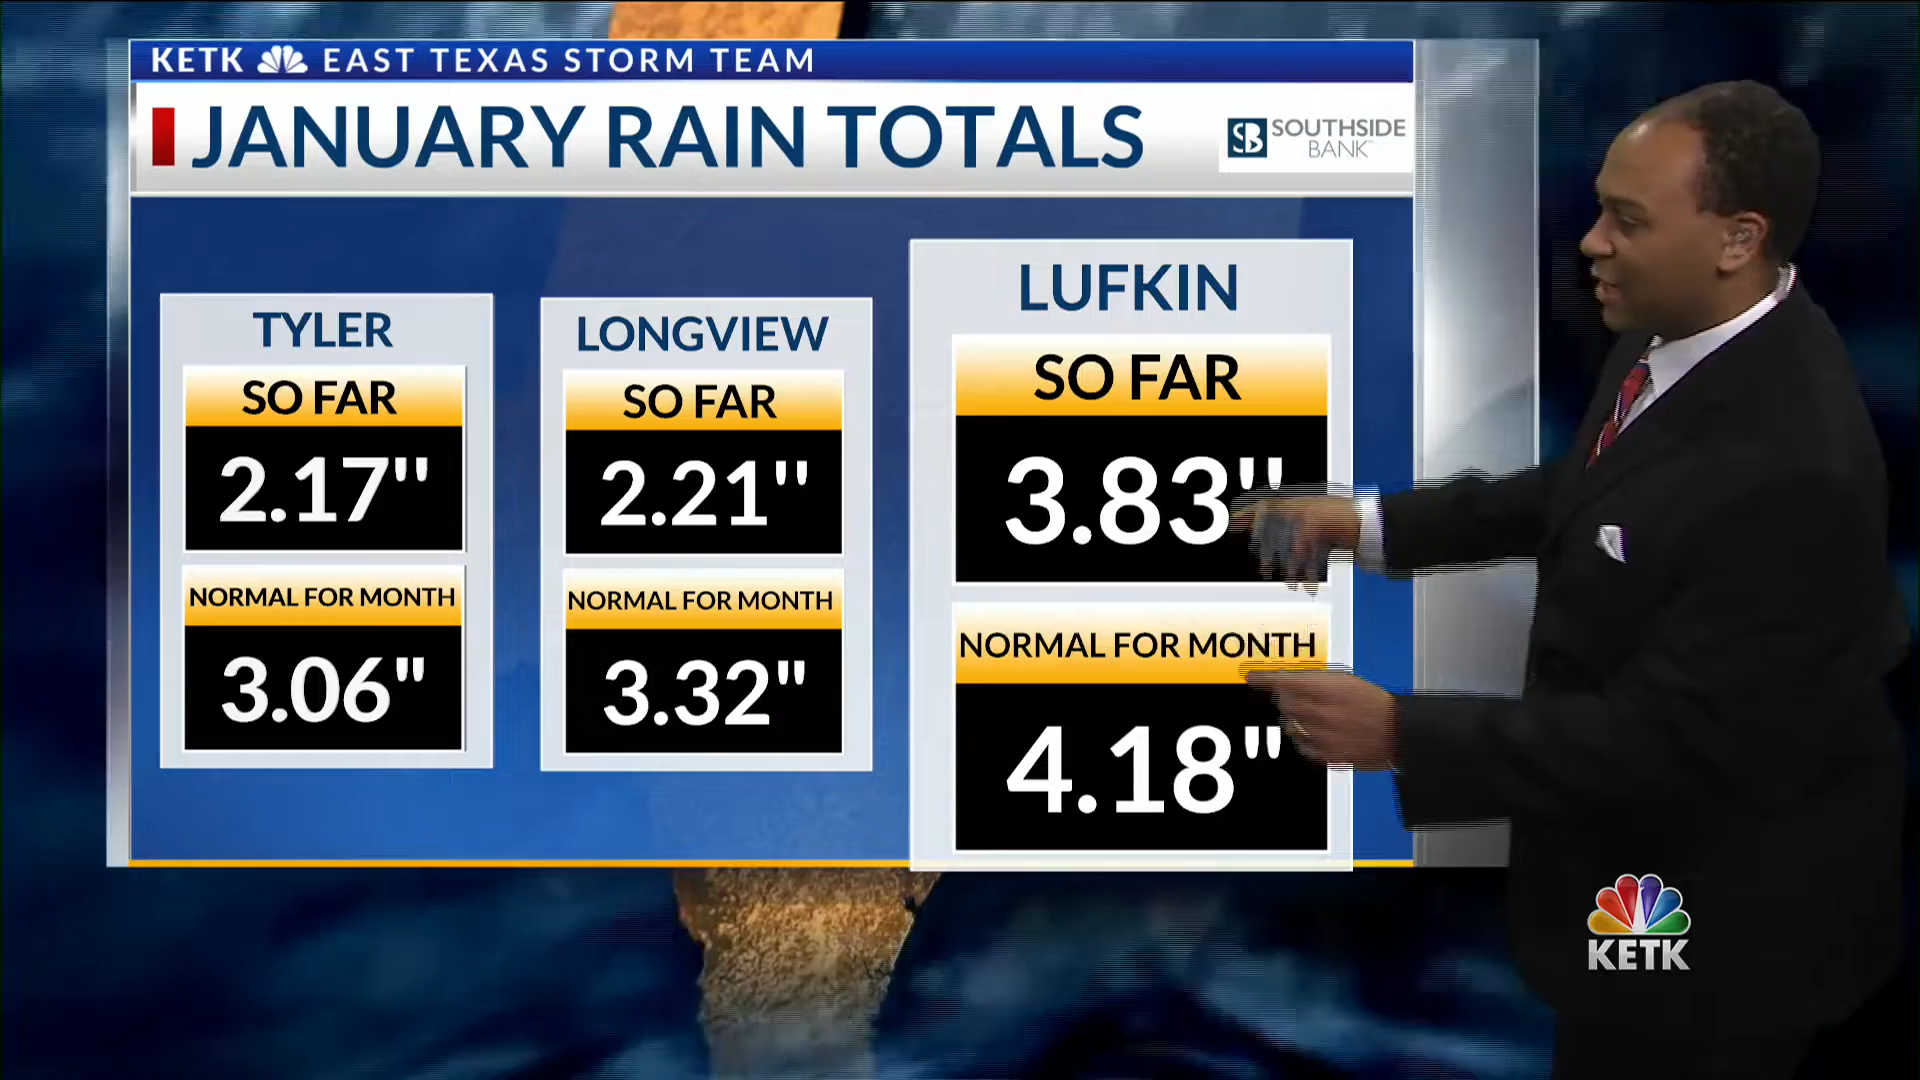 KETK EAST TEXAS STORM TEAM
JANUARY RAIN TOTALS
SB SOUTHSIDE
BANK™
TYLER
SO FAR
2.17"
NORMAL FOR MONTH
3.06"
LONGVIEW
SO FAR
2.21"
NORMAL FOR MONTH
3.32"
LUFKIN
SO FAR
3.83"
NORMAL FOR MONTH
4.18"
KETK